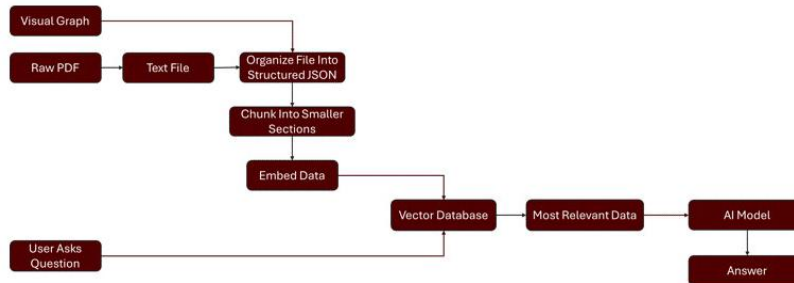 Visual Graph
Raw PDF
Text File
Organize File Into
Structured JSON
Chunk Into Smaller
Sections
Embed Data
Vector Database
Most Relevant Data
AI Model
User Asks
Question
Answer